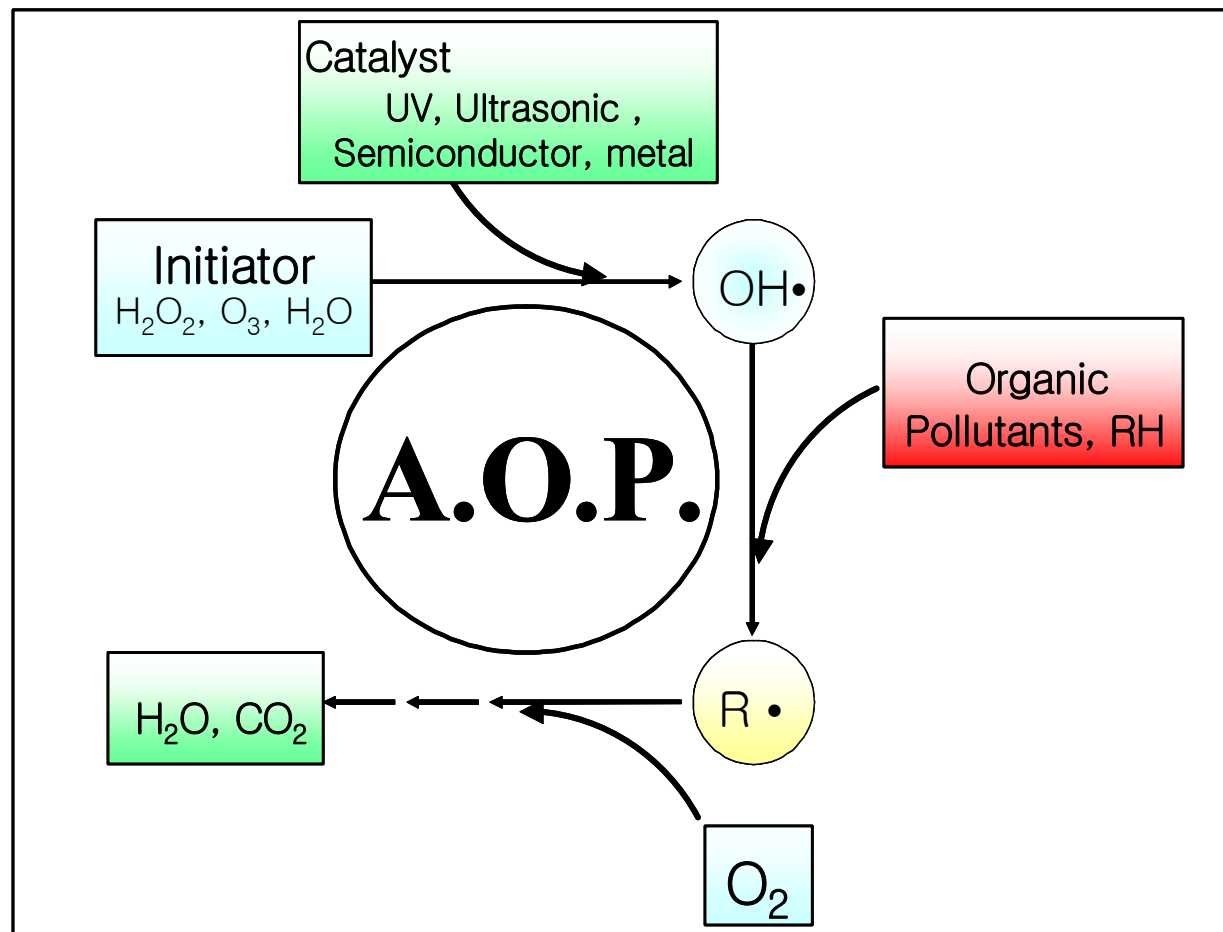 Catalyst
UV, Ultrasonic ,
Semiconductor, metal
Initiator
H₂O₂, O₃, H₂O
OH•
Organic
Pollutants, RH
A.O.P.
R •
H₂O, CO₂
O₂